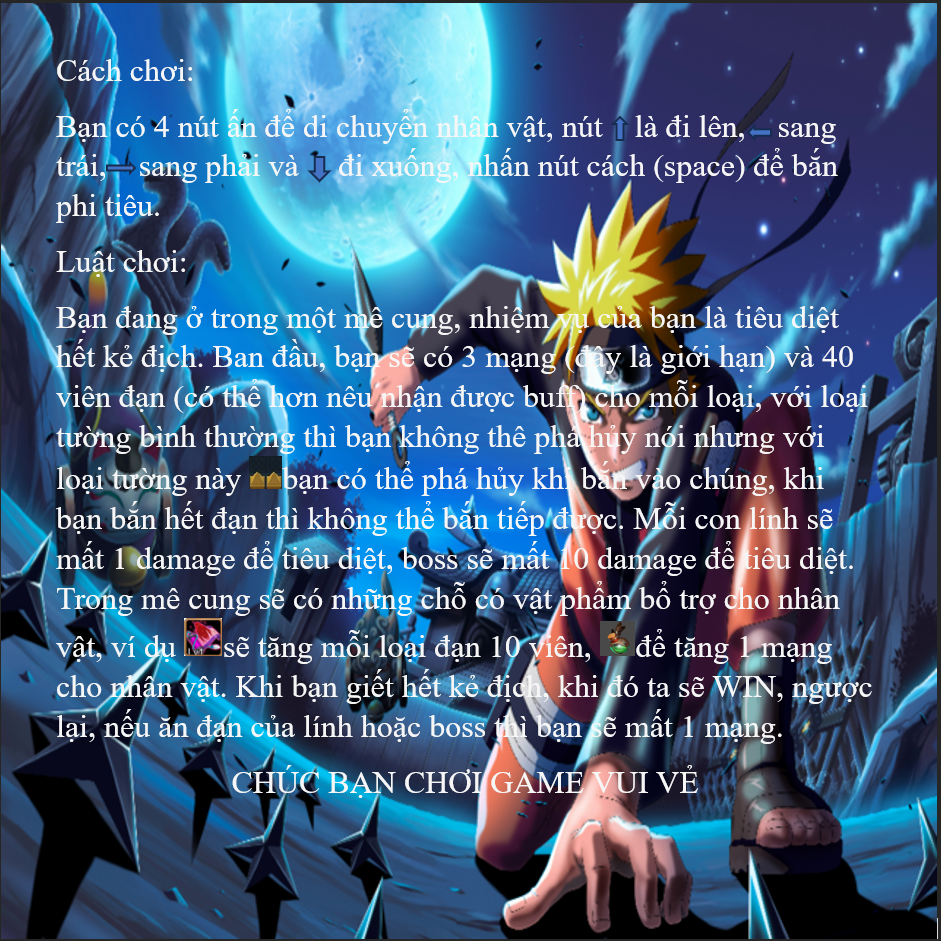 Cách chơi:
Bạn có 4 nút ấn để di chuyển nhân vật, nút ⇧ là đi lên, ⇦ sang
trái, ⇨ sang phải và ⇩ đi xuống, nhấn nút cách (space) để bắn
phi tiêu.
Luật chơi:
Bạn đang ở trong một mê cung, nhiệm vụ của bạn là tiêu diệt
hết kẻ địch. Ban đầu, bạn sẽ có 3 mạng (đây là giới hạn) và 40
viên đạn (có thể hơn nêu nhận được buff) cho mỗi loại, với loại
tường bình thường thì bạn không thê phá hủy nói nhưng với
loại tường này bạn có thể phá hủy khi bắn vào chúng, khi
bạn bắn hết đạn thì không thể bắn tiếp được. Mỗi con lính sẽ
mất 1 damage để tiêu diệt, boss sẽ mất 10 damage để tiêu diệt.
Trong mê cung sẽ có những chỗ có vật phẩm bổ trợ cho nhân
vật, ví dụ sẽ tăng mỗi loại đạn 10 viên, để tăng 1 mạng
cho nhân vật. Khi bạn giết hết kẻ địch, khi đó ta sẽ WIN, ngược
lại, nếu ăn đạn của lính hoặc boss thì bạn sẽ mất 1 mạng.
CHÚC BẠN CHƠI GAME VUI VẺ